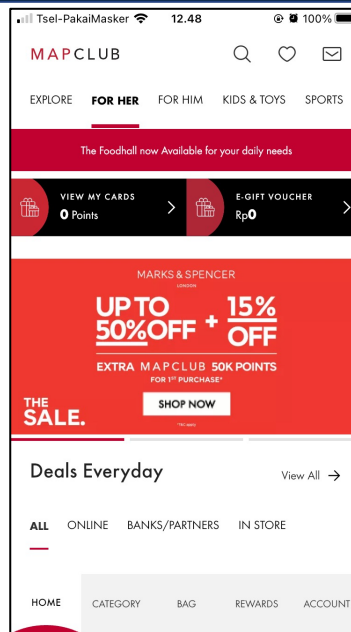 Tsel-PakaiMasker 12.48 100%
MAPCLUB
EXPLORE FOR HER FOR HIM KIDS & TOYS SPORTS
The Foodhall now Available for your daily needs
VIEW MY CARDS
0 Points
E-GIFT VOUCHER
Rp0
MARKS & SPENCER
LONDON
UP TO 50% OFF + 15% OFF
EXTRA MAPCLUB 50K POINTS
FOR 1ST PURCHASE*
THE SALE.
SHOP NOW
Deals Everyday View All
ALL ONLINE BANKS/PARTNERS IN STORE
HOME CATEGORY BAG REWARDS ACCOUNT